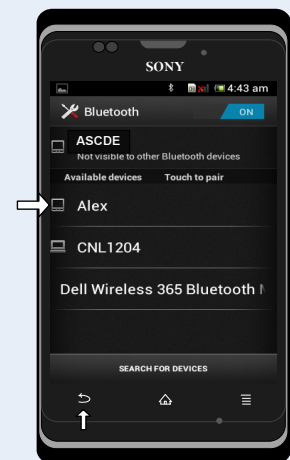 SONY
4:43 am
Bluetooth ON
ASCDE
Not visible to other Bluetooth devices
Available devices Touch to pair
Alex
CNL1204
Dell Wireless 365 Bluetooth
SEARCH FOR DEVICES